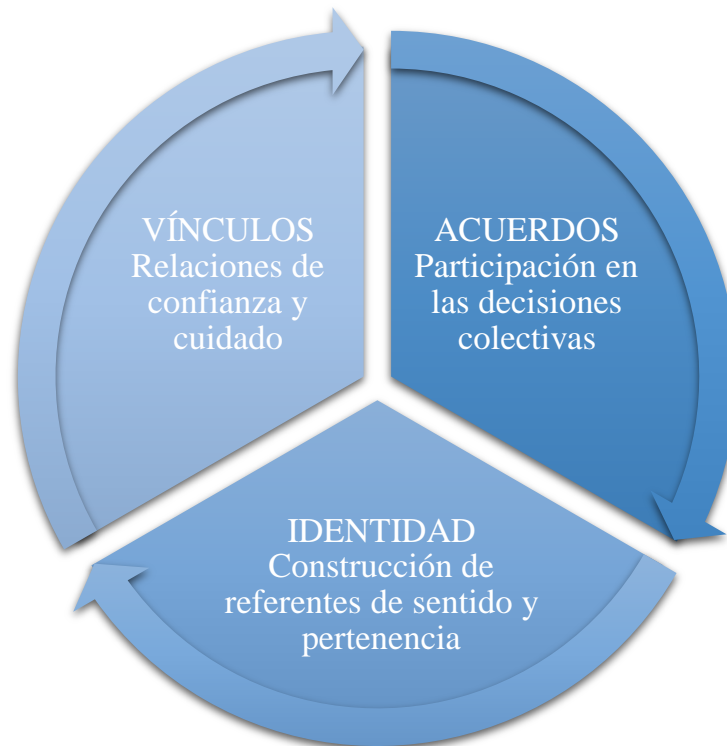 VÍNCULOS
Relaciones de
confianza y
cuidado
ACUERDOS
Participación en
las decisiones
colectivas
IDENTIDAD
Construcción de
referentes de sentido y
pertenencia